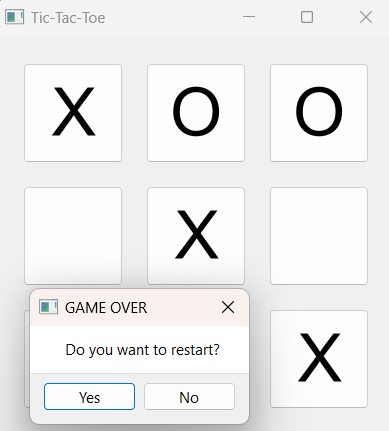 Tic-Tac-Toe
X O O
X
GAME OVER
Do you want to restart?
X
Yes No